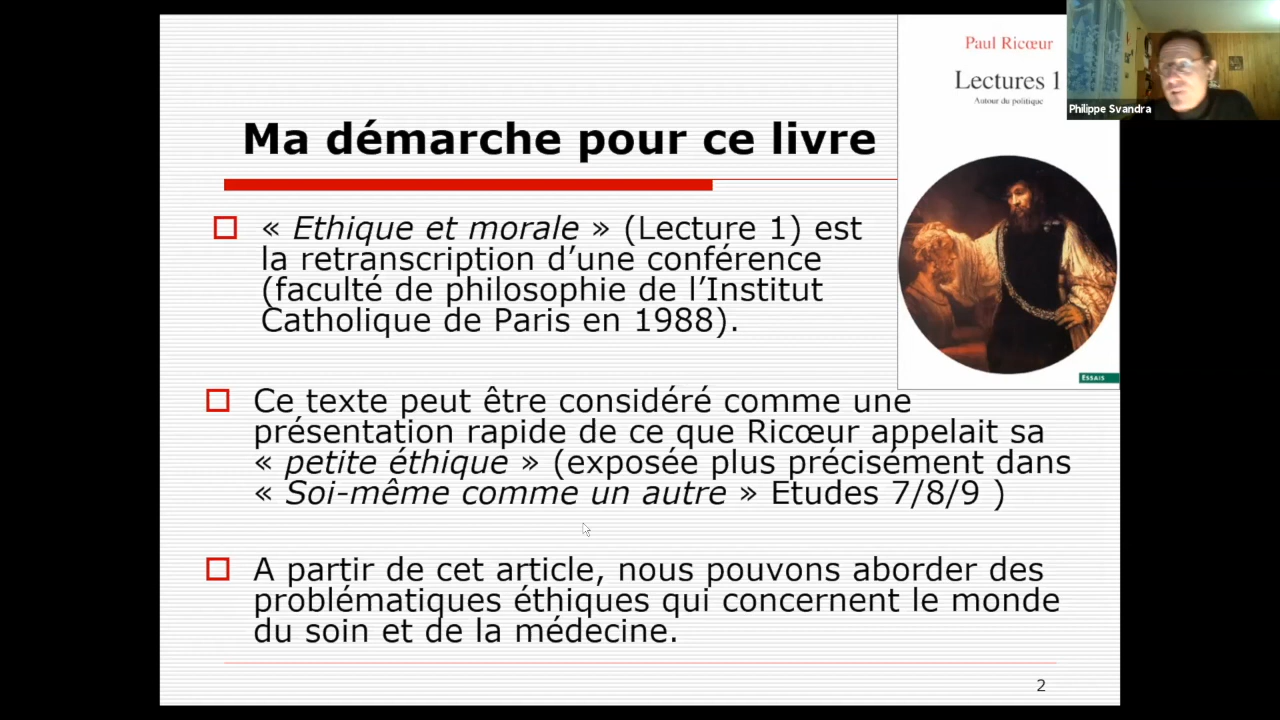 Paul Ricœur
Lectures 1
Autour du politique
Philippe Svandra
Ma démarche pour ce livre
« Ethique et morale » (Lecture 1) est
la retranscription d’une conférence
(faculté de philosophie de l’Institut
Catholique de Paris en 1988).
ESSAIS
Ce texte peut être considéré comme une
présentation rapide de ce que Ricœur appelait sa
« petite éthique » (exposée plus précisément dans
« Soi-même comme un autre » Etudes 7/8/9 )
A partir de cet article, nous pouvons aborder des
problématiques éthiques qui concernent le monde
du soin et de la médecine.
2